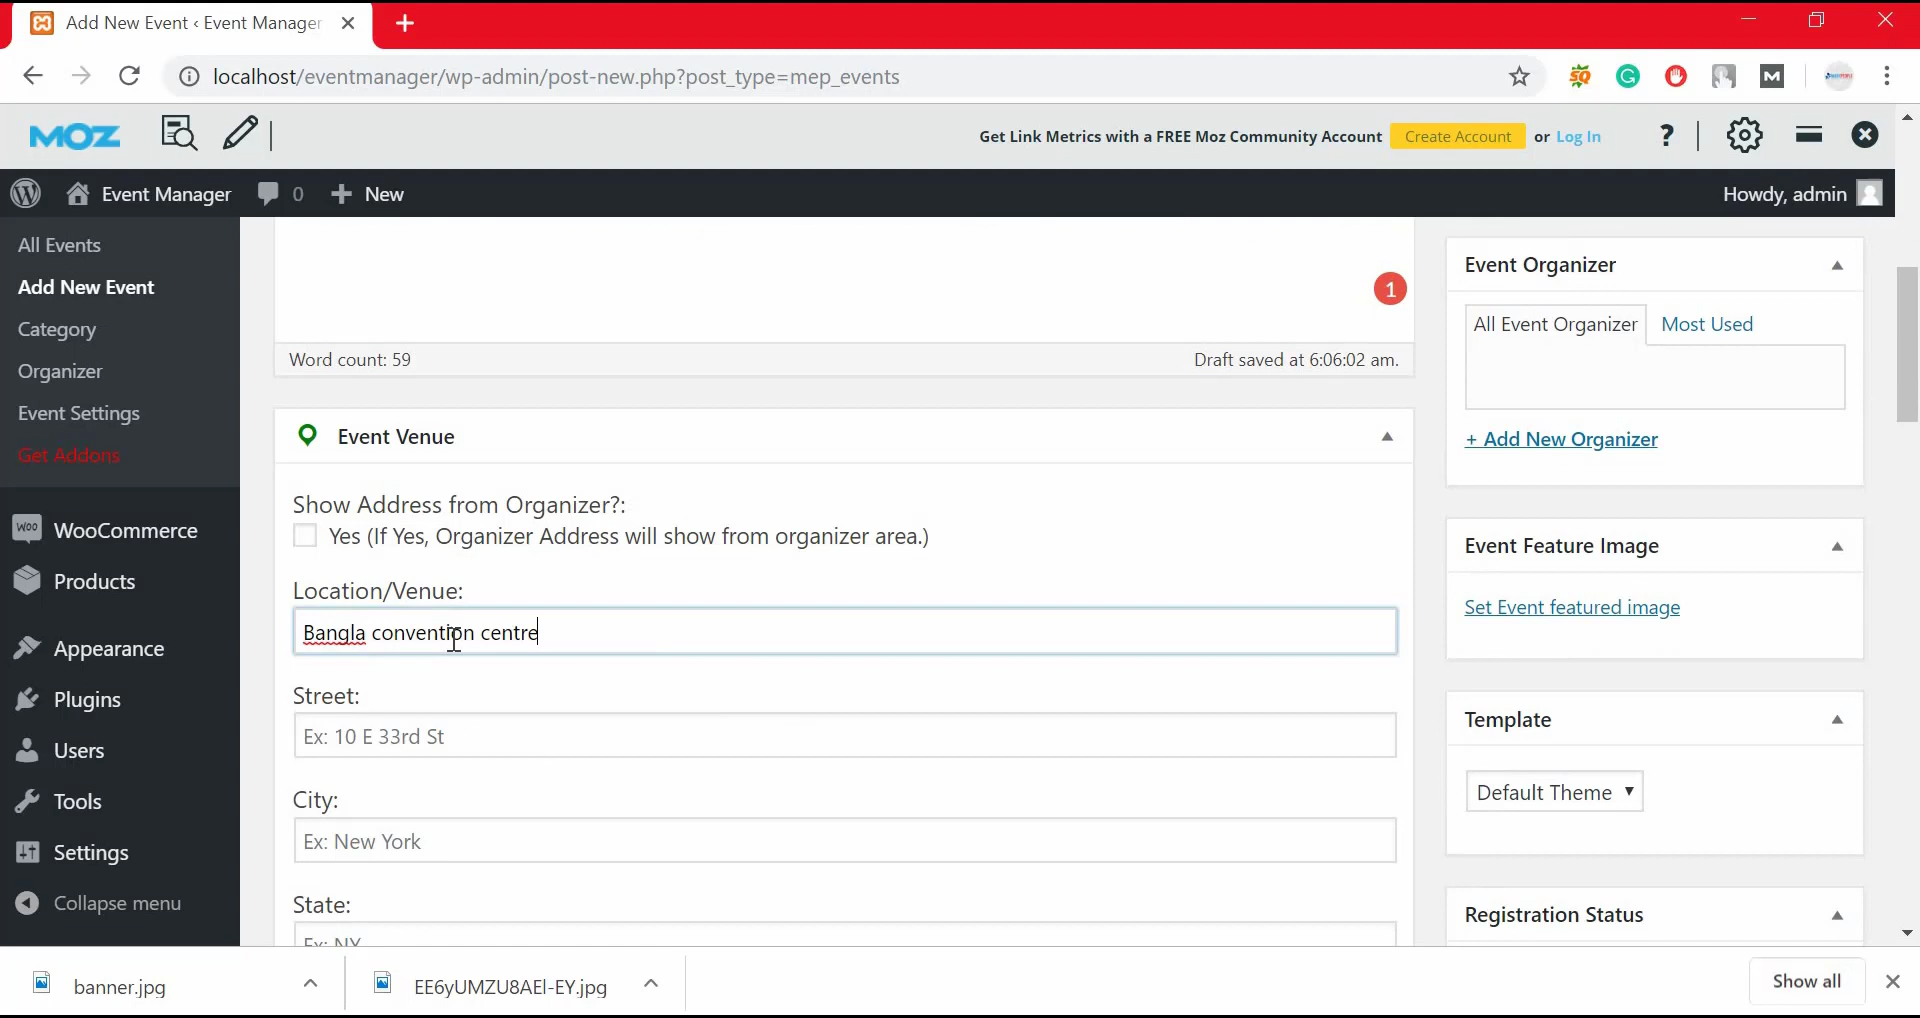 Add New Event ‹ Event Manager
localhost/eventmanager/wp-admin/post-new.php?post_type=mep_events
MOZ
Get Link Metrics with a FREE Moz Community Account Create Account or Log In ?
Event Manager 0 New
Howdy, admin
All Events
Add New Event
Category
Organizer
Event Settings
Get Addons
WooCommerce
Products
Appearance
Plugins
Users
Tools
Settings
Collapse menu
1
Word count: 59
Draft saved at 6:06:02 am.
Event Venue
Show Address from Organizer?:
Yes (If Yes, Organizer Address will show from organizer area.)
Location/Venue:
Bangla convention centre
Street:
Ex: 10 E 33rd St
City:
Ex: New York
State:
Ex: NY
Event Organizer
All Event Organizer Most Used
+ Add New Organizer
Event Feature Image
Set Event featured image
Template
Default Theme
Registration Status
banner.jpg
EE6yUMZU8AEl-EY.jpg
Show all